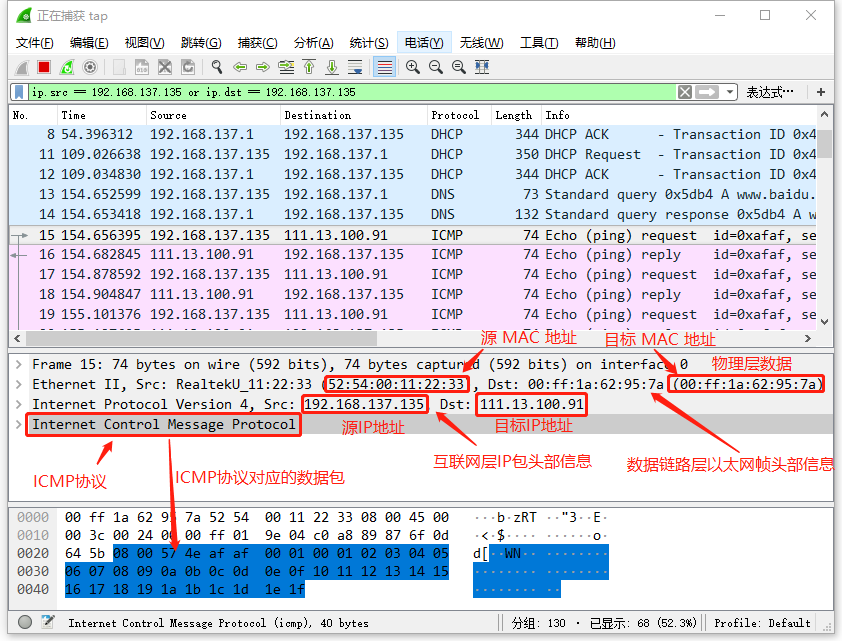 正在捕获 tap
文件(F) 编辑(E) 视图(V) 跳转(G) 捕获(C) 分析(A) 统计(S) 电话(Y) 无线(W) 工具(T) 帮助(H)
ip.src == 192.168.137.135 or ip.dst == 192.168.137.135 表达式… +
No. Time Source Destination Protocol Length Info
8 54.396312 192.168.137.1 192.168.137.135 DHCP 344 DHCP ACK - Transaction ID 0x4
11 109.026638 192.168.137.135 192.168.137.1 DHCP 350 DHCP Request - Transaction ID 0x4
12 109.034830 192.168.137.1 192.168.137.135 DHCP 344 DHCP ACK - Transaction ID 0x4
13 154.652599 192.168.137.135 192.168.137.1 DNS 73 Standard query 0x5db4 A www.baidu.
14 154.653418 192.168.137.1 192.168.137.135 DNS 132 Standard query response 0x5db4 A w
15 154.656395 192.168.137.135 111.13.100.91 ICMP 74 Echo (ping) request id=0xafaf, se
16 154.682845 111.13.100.91 192.168.137.135 ICMP 74 Echo (ping) reply id=0xafaf, se
17 154.878592 192.168.137.135 111.13.100.91 ICMP 74 Echo (ping) request id=0xafaf, se
18 154.904847 111.13.100.91 192.168.137.135 ICMP 74 Echo (ping) reply id=0xafaf, se
19 155.101376 192.168.137.135 111.13.100.91 ICMP 74 Echo (ping) request id=0xafaf, se
源 MAC 地址 目标 MAC 地址
Frame 15: 74 bytes on wire (592 bits), 74 bytes captured (592 bits) on interface 0 物理层数据
Ethernet II, Src: RealtekU_11:22:33 (52:54:00:11:22:33), Dst: 00:ff:1a:62:95:7a (00:ff:1a:62:95:7a)
Internet Protocol Version 4, Src: 192.168.137.135 Dst: 111.13.100.91
Internet Control Message Protocol 源IP地址 目标IP地址
互联网层IP包头部信息 数据链路层以太网帧头部信息
ICMP协议 ICMP协议对应的数据包
0000 00 ff 1a 62 95 7a 52 54 00 11 22 33 08 00 45 00 ···b·zRT ··"3··E·
0010 00 3c 00 24 00 00 ff 01 9e 04 c0 a8 89 87 6f 0d ·<·$···· ······o·
0020 64 5b 08 00 57 4e af af 00 01 00 01 02 03 04 05 d[··WN·· ········
0030 06 07 08 09 0a 0b 0c 0d 0e 0f 10 11 12 13 14 15 ········ ········
0040 16 17 18 19 1a 1b 1c 1d 1e 1f ········ ··
Internet Control Message Protocol (icmp), 40 bytes 分组: 130 · 已显示: 68 (52.3%) Profile: Default